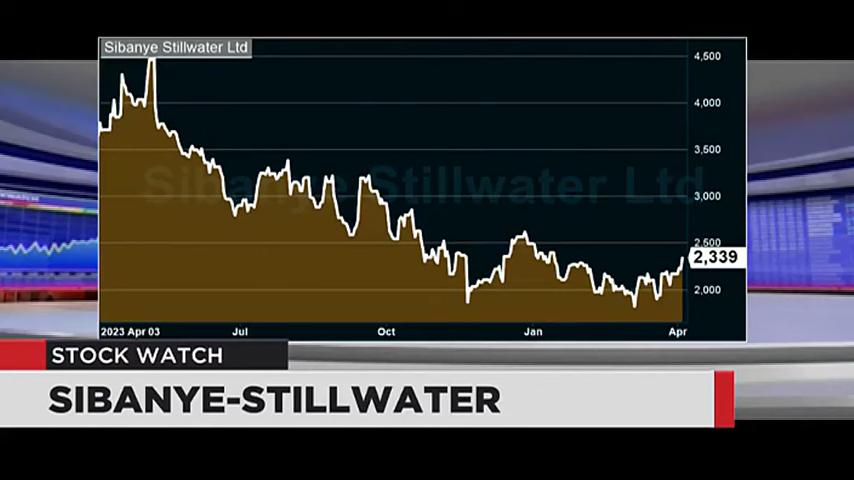 Sibanye Stillwater Ltd
4,500
4,000
3,500
Sibanye Stillwater Ltd
3,000
2,500
2,339
2,000
2023 Apr 03 Jul Oct Jan Apr
WATCH
STOCK WATCH
SIBANYE-STILLWATER